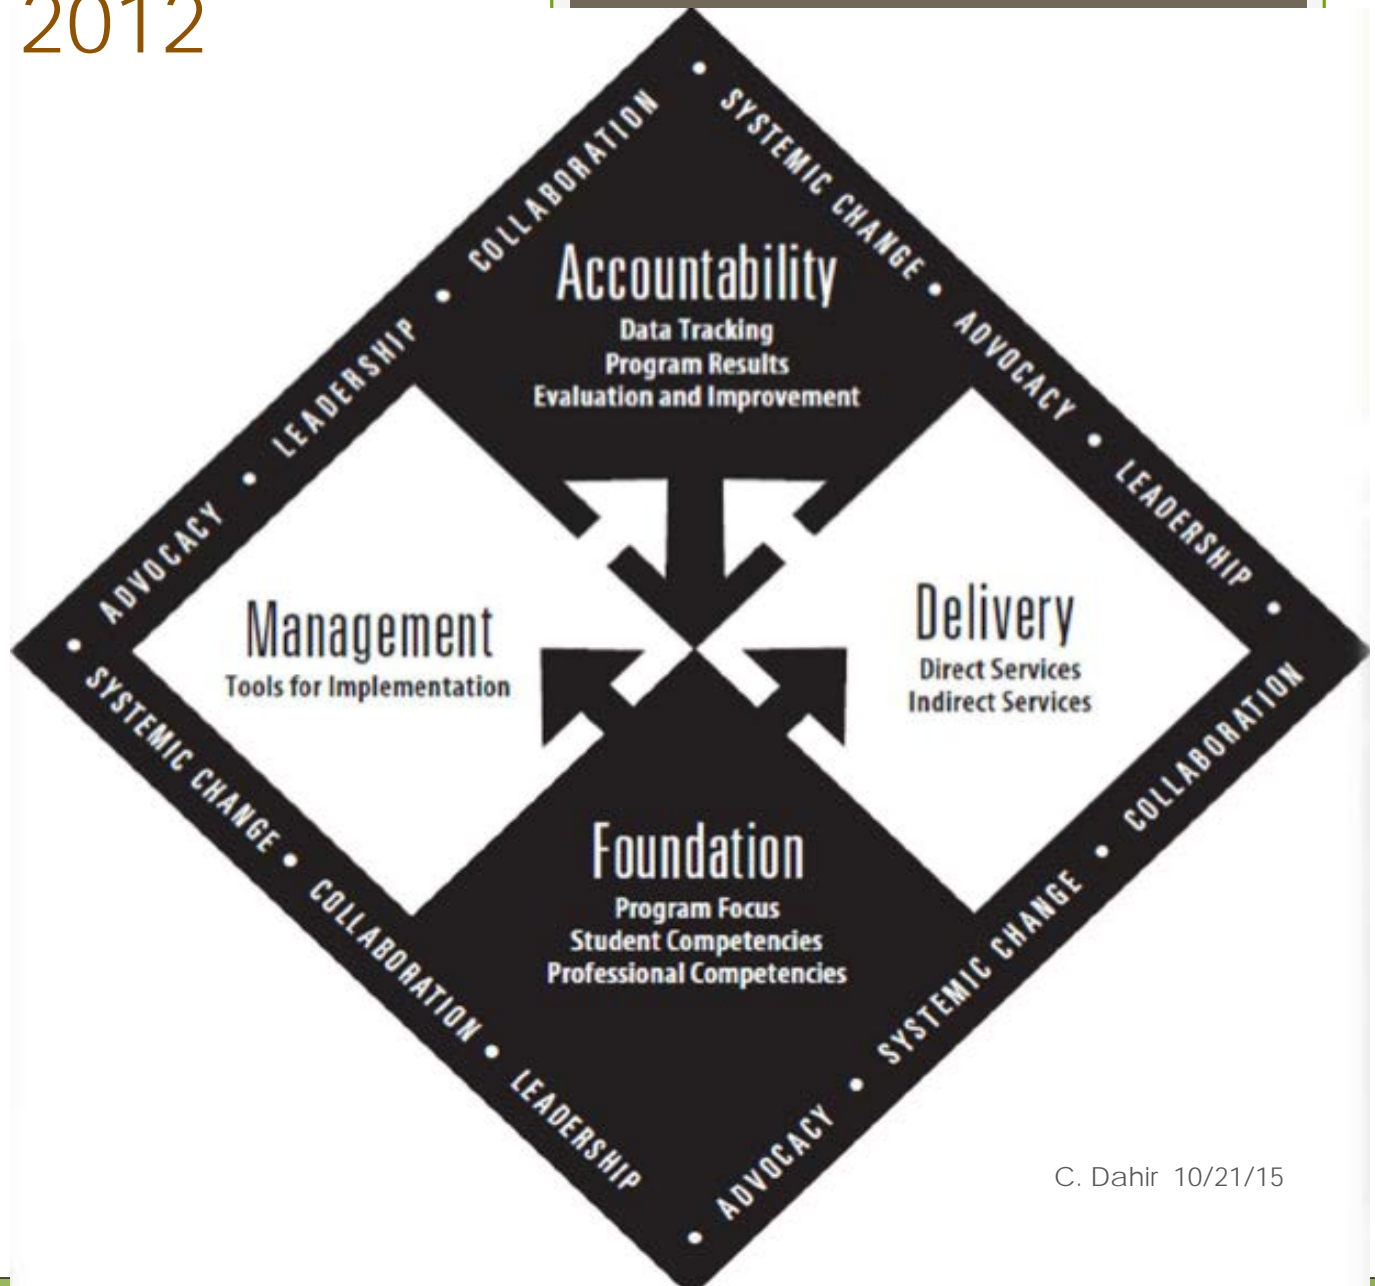 2012
COLLABORATION
SYSTEMIC CHANGE
Accountability
Data Tracking
Program Results
Evaluation and Improvement
LEADERSHIP
ADVOCACY
ADVOCACY
LEADERSHIP
Management
Tools for Implementation
Delivery
Direct Services
Indirect Services
SYSTEMIC CHANGE
COLLABORATION
Foundation
Program Focus
Student Competencies
Professional Competencies
COLLABORATION
SYSTEMIC CHANGE
LEADERSHIP
ADVOCACY
C. Dahir 10/21/15